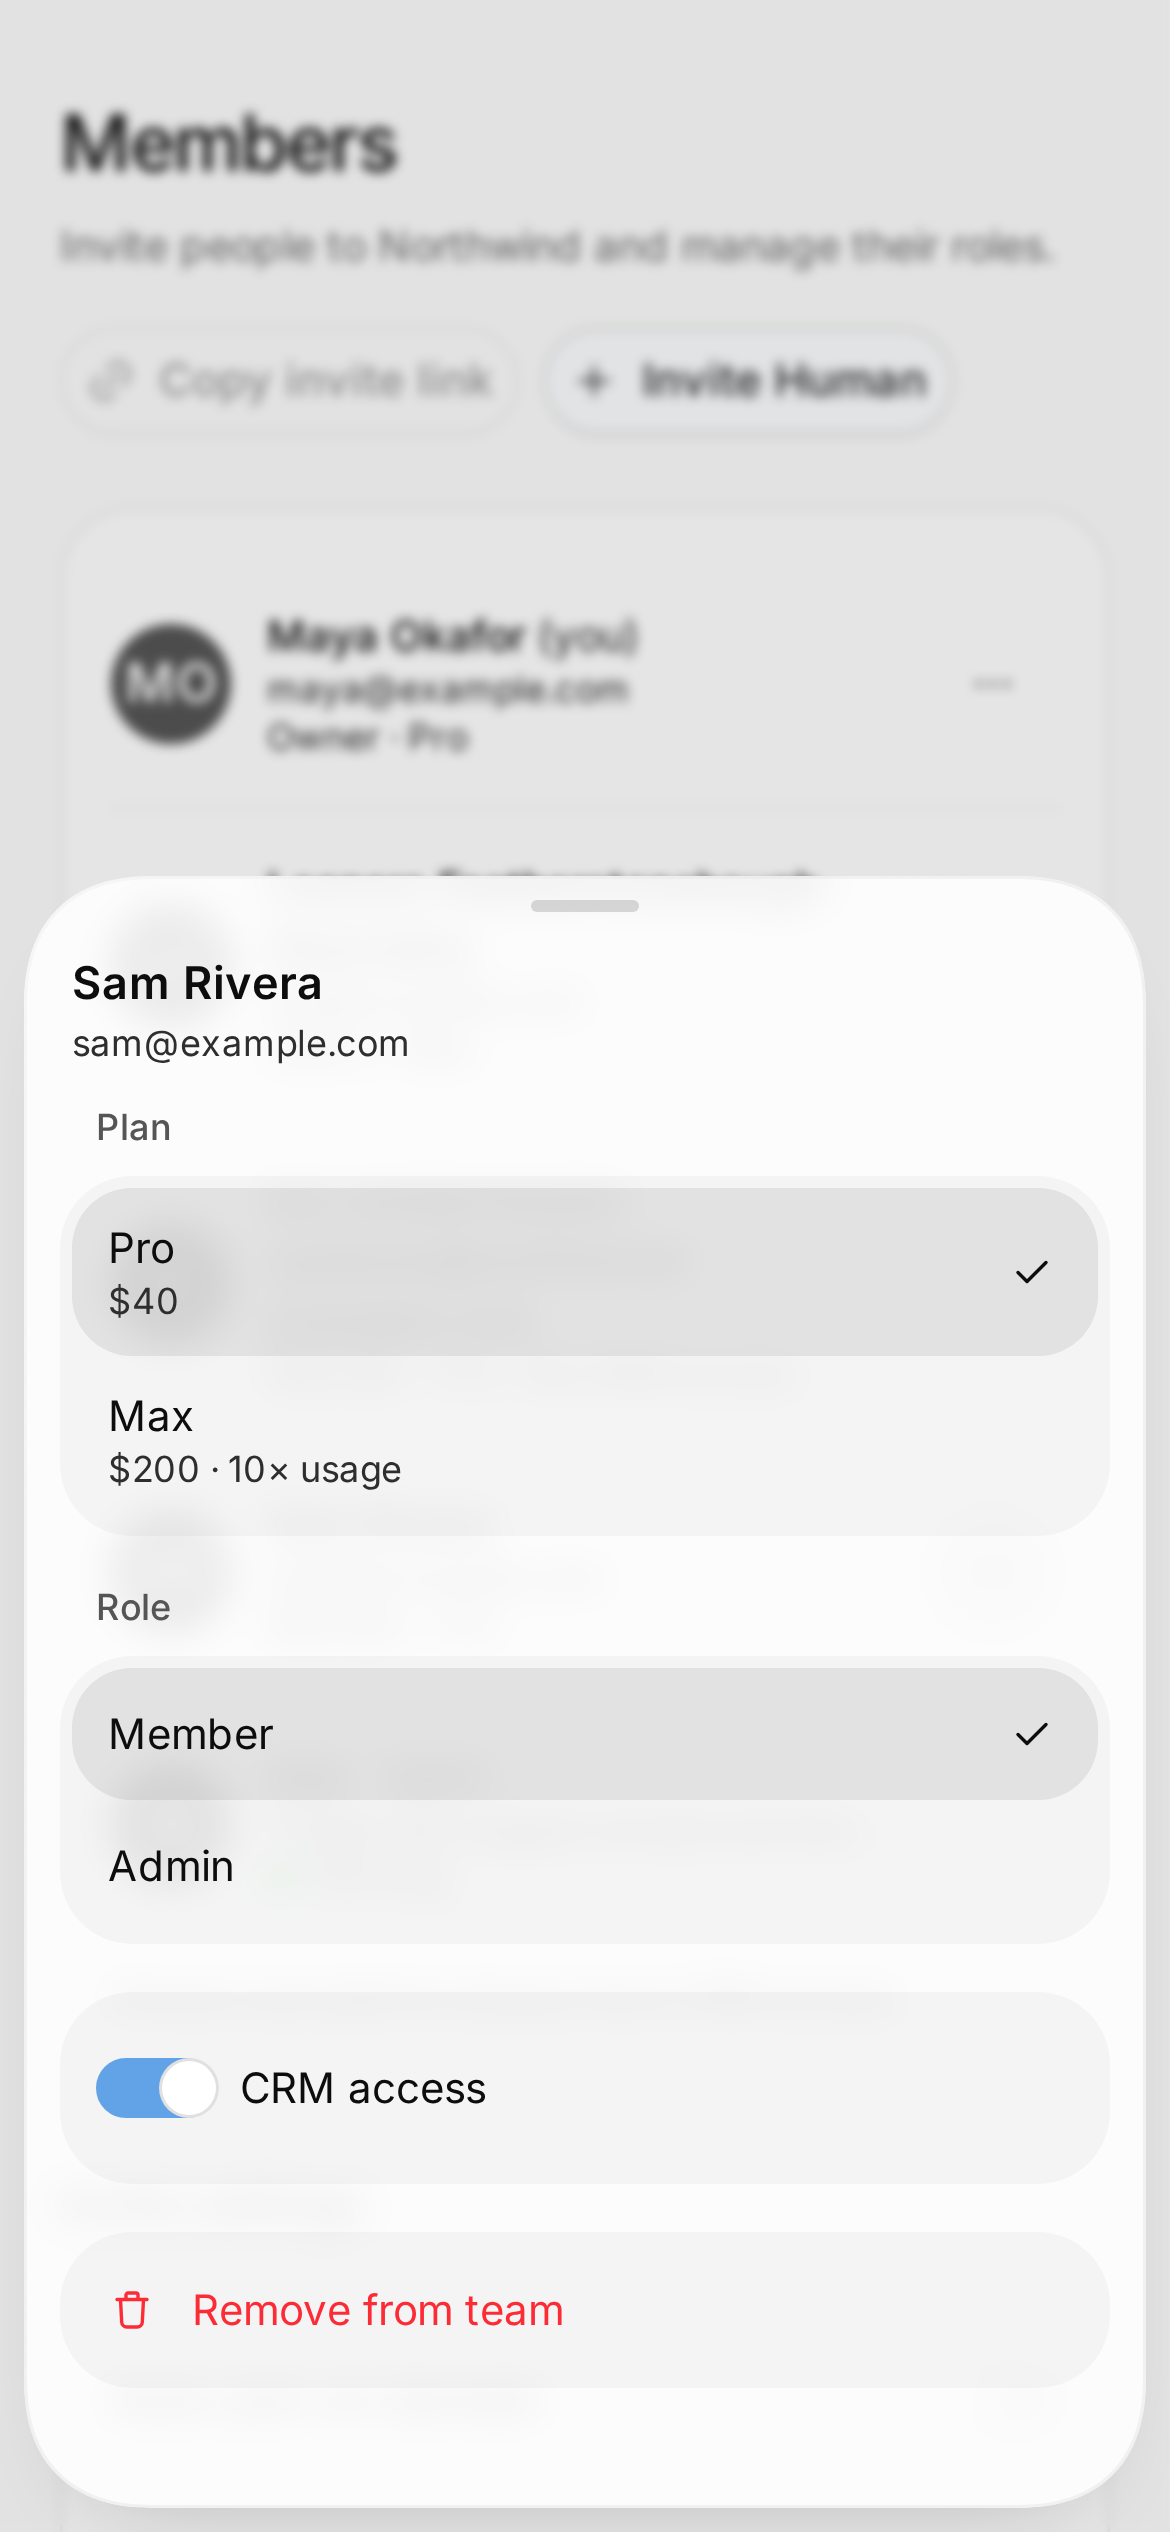 Members
Invite people to Northwind and manage their roles.
Copy invite link
Invite Human
MO
Maya Okafor (you)
maya@example.com
Owner · Pro
Sam Rivera
sam@example.com
Plan
Pro
$40
Max
$200 · 10× usage
Role
Member
Admin
CRM access
Remove from team